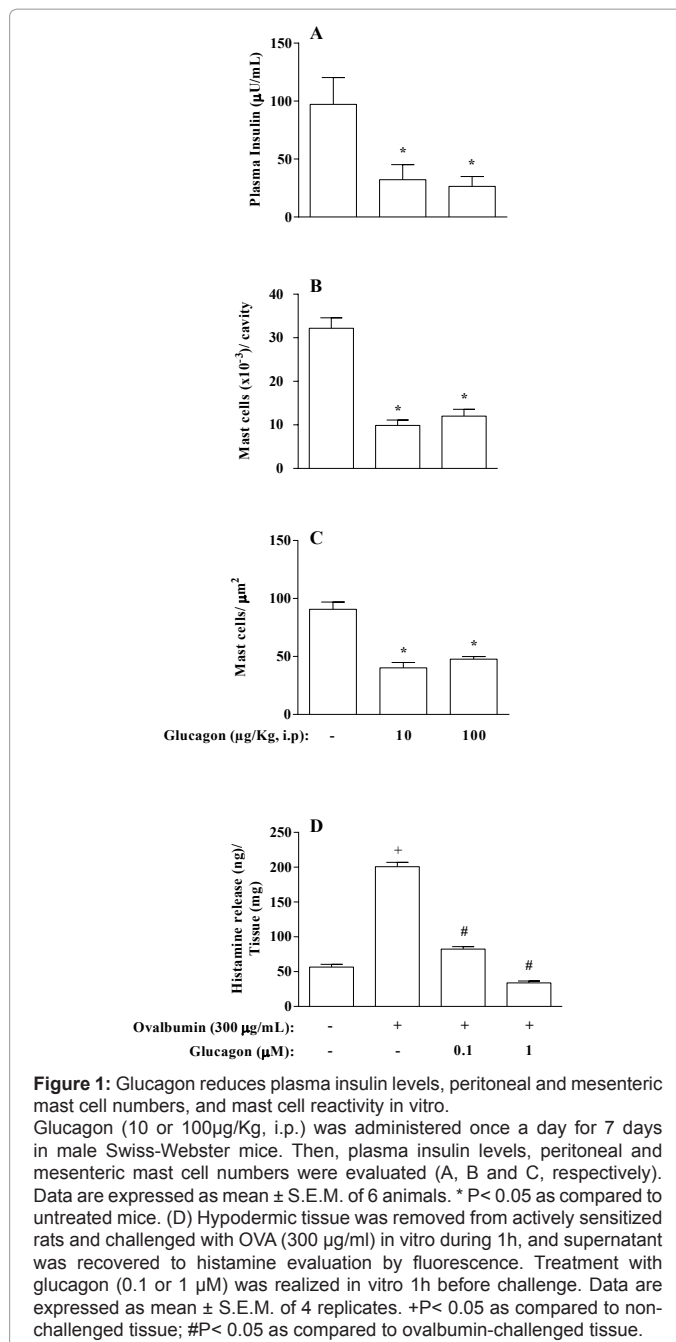 A
Plasma Insulin (μU/mL)
150
100
50
0
*
*
B
Mast cells (x10⁻³)/ cavity
40
30
20
10
0
*
*
C
Mast cells/ μm²
150
100
50
0
*
*
Glucagon (μg/Kg, i.p): - 10 100
D
Histamine release (ng)/
Tissue (mg)
250
200
150
100
50
0
+
#
#
Ovalbumin (300 μg/mL): - + + +
Glucagon (μM): - - 0.1 1
Figure 1: Glucagon reduces plasma insulin levels, peritoneal and mesenteric
mast cell numbers, and mast cell reactivity in vitro.
Glucagon (10 or 100μg/Kg, i.p.) was administered once a day for 7 days
in male Swiss-Webster mice. Then, plasma insulin levels, peritoneal and
mesenteric mast cell numbers were evaluated (A, B and C, respectively).
Data are expressed as mean ± S.E.M. of 6 animals. * P< 0.05 as compared to
untreated mice. (D) Hypodermic tissue was removed from actively sensitized
rats and challenged with OVA (300 μg/ml) in vitro during 1h, and supernatant
was recovered to histamine evaluation by fluorescence. Treatment with
glucagon (0.1 or 1 μM) was realized in vitro 1h before challenge. Data are
expressed as mean ± S.E.M. of 4 replicates. +P< 0.05 as compared to non-
challenged tissue; #P< 0.05 as compared to ovalbumin-challenged tissue.